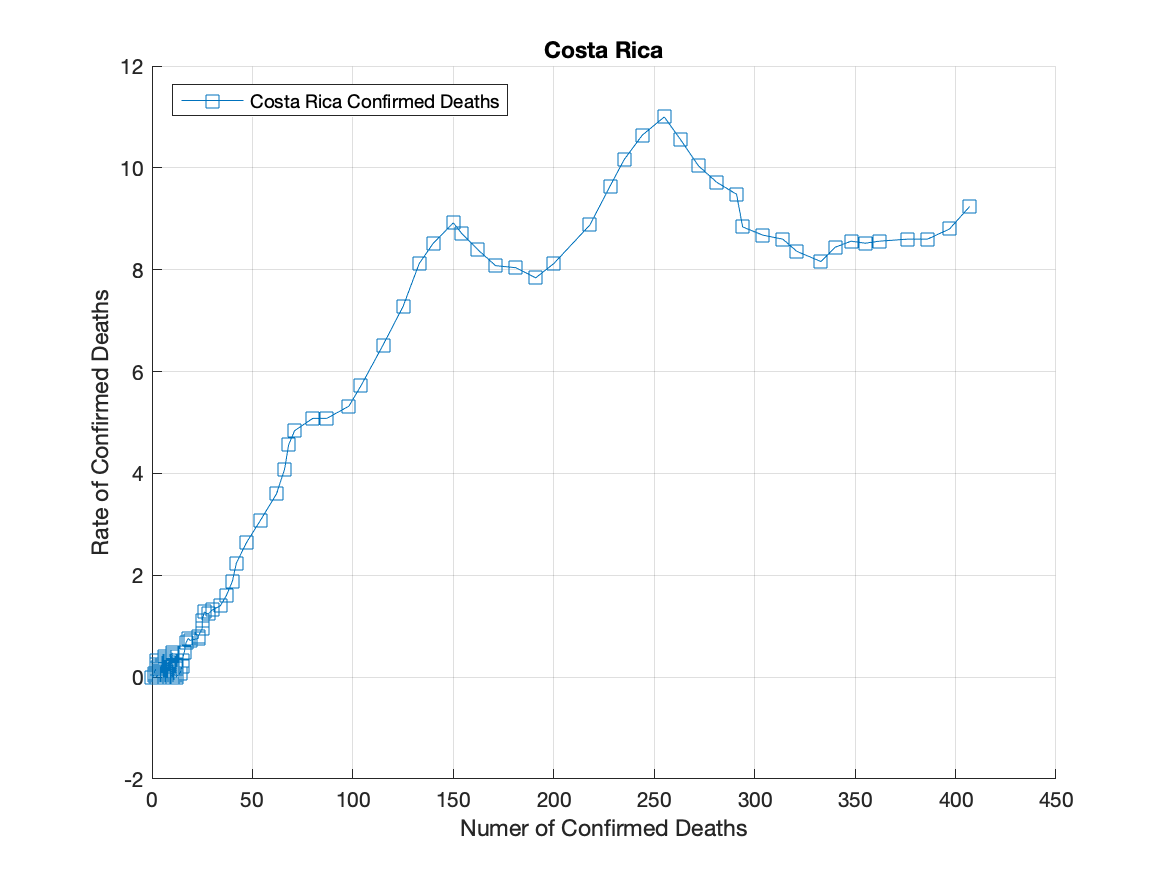 Costa Rica
Costa Rica Confirmed Deaths
Rate of Confirmed Deaths
12
10
8
6
4
2
0
-2
0 50 100 150 200 250 300 350 400 450
Numer of Confirmed Deaths